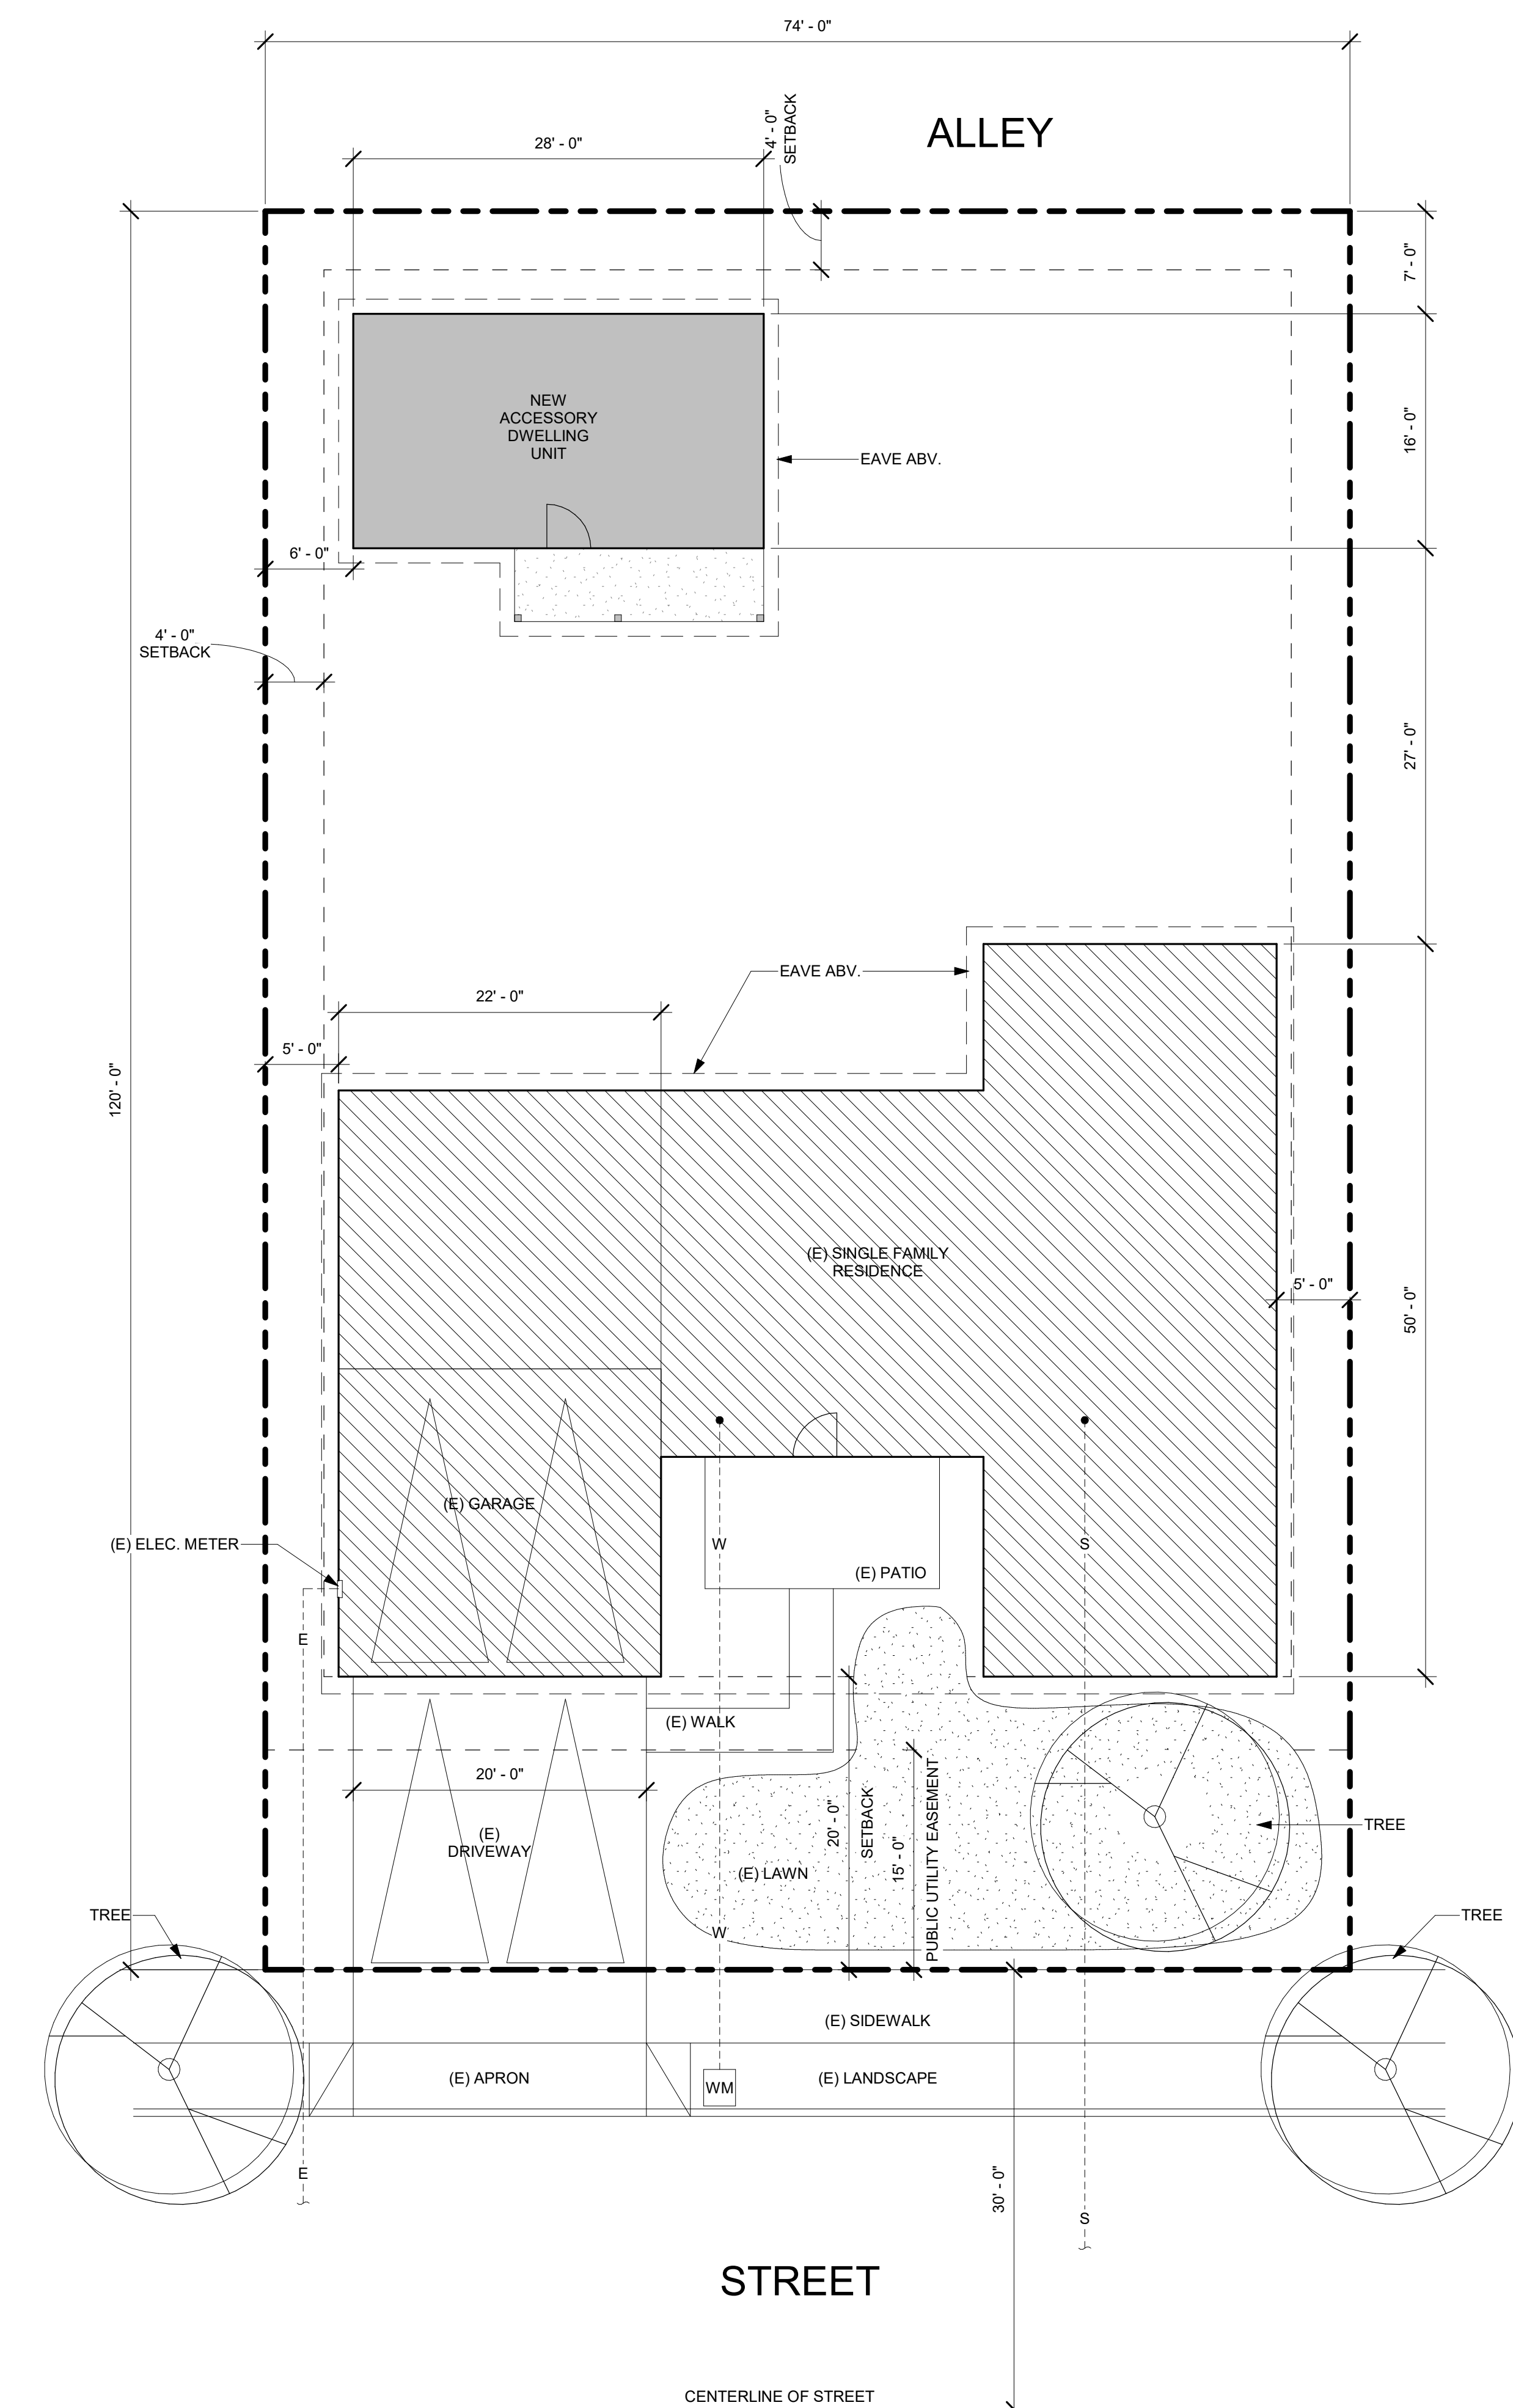 74' - 0"
ALLEY
4' - 0"
SETBACK
28' - 0"
7' - 0"
NEW
ACCESSORY
DWELLING
UNIT
16' - 0"
EAVE ABV.
6' - 0"
4' - 0"
SETBACK
27' - 0"
EAVE ABV.
22' - 0"
5' - 0"
120' - 0"
(E) SINGLE FAMILY
RESIDENCE
5' - 0"
50' - 0"
(E) GARAGE
(E) ELEC. METER
W
S
(E) PATIO
E
(E) WALK
20' - 0"
(E)
DRIVEWAY
20' - 0"
SETBACK
15' - 0"
PUBLIC UTILITY EASEMENT
TREE
(E) LAWN
W
TREE
TREE
(E) SIDEWALK
(E) APRON
WM
(E) LANDSCAPE
E
30' - 0"
S
STREET
CENTERLINE OF STREET